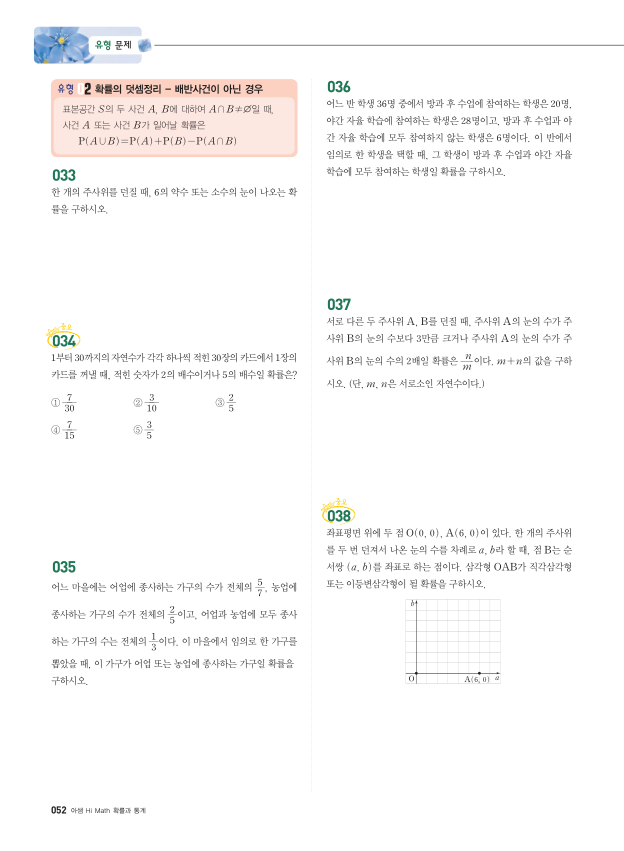 유형 문제
유형 02 확률의 덧셈정리 - 배반사건이 아닌 경우
표본공간 S의 두 사건 A, B에 대하여 A∩B≠∅일 때,
사건 A 또는 사건 B가 일어날 확률은
P(A∪B)=P(A)+P(B)-P(A∩B)
033
한 개의 주사위를 던질 때, 6의 약수 또는 소수의 눈이 나오는 확
률을 구하시오.
034
1부터 30까지의 자연수가 각각 하나씩 적힌 30장의 카드에서 1장의
카드를 꺼낼 때, 적힌 숫자가 2의 배수이거나 5의 배수일 확률은?
① 7/30 ② 3/10 ③ 2/5
④ 7/15 ⑤ 3/5
035
어느 마을에는 어업에 종사하는 가구의 수가 전체의 5/7, 농업에
종사하는 가구의 수가 전체의 2/5이고, 어업과 농업에 모두 종사
하는 가구의 수는 전체의 1/3이다. 이 마을에서 임의로 한 가구를
뽑았을 때, 이 가구가 어업 또는 농업에 종사하는 가구일 확률을
구하시오.
036
어느 반 학생 36명 중에서 방과 후 수업에 참여하는 학생은 20명,
야간 자율 학습에 참여하는 학생은 28명이고, 방과 후 수업과 야
간 자율 학습에 모두 참여하지 않는 학생은 6명이다. 이 반에서
임의로 한 학생을 택할 때, 그 학생이 방과 후 수업과 야간 자율
학습에 모두 참여하는 학생일 확률을 구하시오.
037
서로 다른 두 주사위 A, B를 던질 때, 주사위 A의 눈의 수가 주
사위 B의 눈의 수보다 3만큼 크거나 주사위 A의 눈의 수가 주
사위 B의 눈의 수의 2배일 확률은 n/m이다. m+n의 값을 구하
시오. (단, m, n은 서로소인 자연수이다.)
038
좌표평면 위에 두 점 O(0, 0), A(6, 0)이 있다. 한 개의 주사위
를 두 번 던져서 나온 눈의 수를 차례로 a, b라 할 때, 점 B는 순
서쌍 (a, b)를 좌표로 하는 점이다. 삼각형 OAB가 직각삼각형
또는 이등변삼각형이 될 확률을 구하시오.
b
O A(6, 0) a
052 아샘 Hi Math 확률과 통계